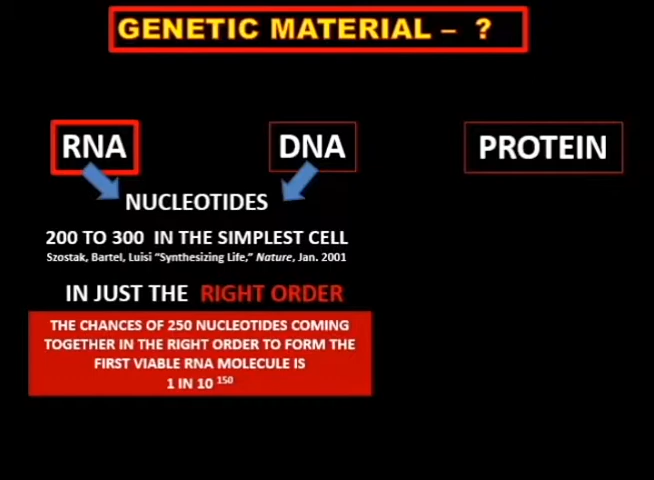 GENETIC MATERIAL – ?
RNA
DNA
PROTEIN
NUCLEOTIDES
200 TO 300 IN THE SIMPLEST CELL
Szostak, Bartel, Luisi “Synthesizing Life,” Nature, Jan. 2001
IN JUST THE RIGHT ORDER
THE CHANCES OF 250 NUCLEOTIDES COMING
TOGETHER IN THE RIGHT ORDER TO FORM THE
FIRST VIABLE RNA MOLECULE IS
1 IN 10 150